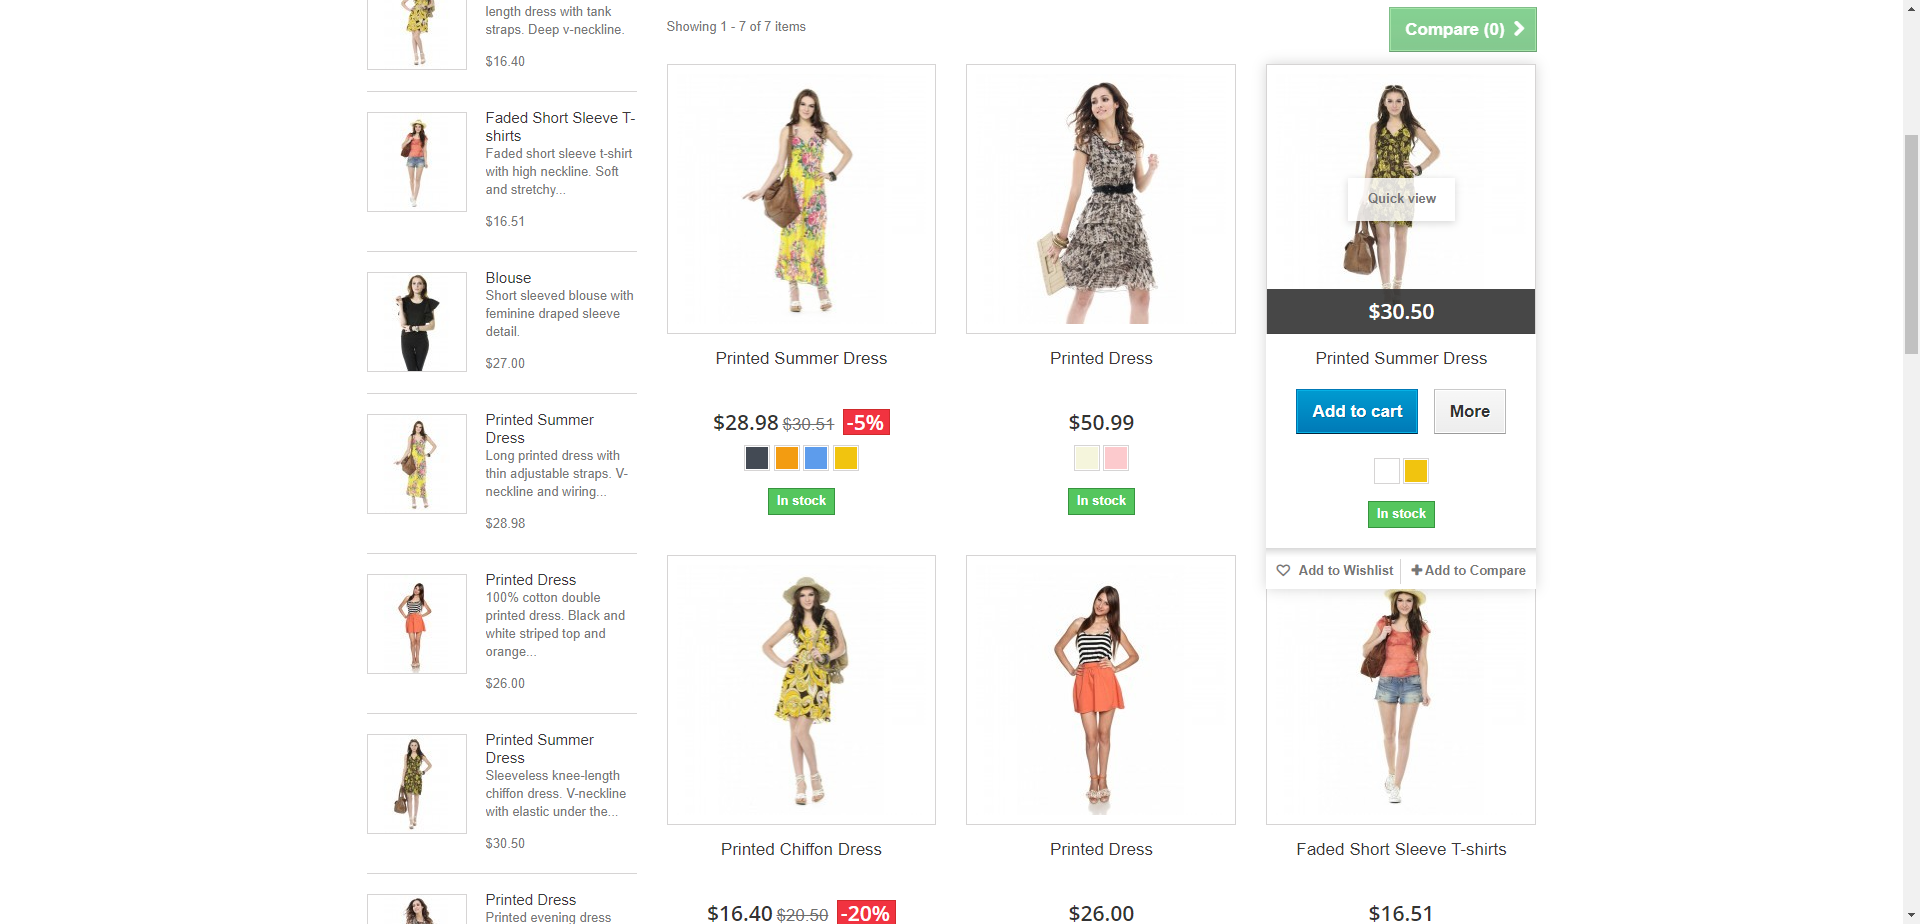 length dress with tank
straps. Deep v-neckline.
$16.40
Faded Short Sleeve T-
shirts
Faded short sleeve t-shirt
with high neckline. Soft
and stretchy...
$16.51
Blouse
Short sleeved blouse with
feminine draped sleeve
detail.
$27.00
Printed Summer
Dress
Long printed dress with
thin adjustable straps. V-
neckline and wiring...
$28.98
Printed Dress
100% cotton double
printed dress. Black and
white striped top and
orange...
$26.00
Printed Summer
Dress
Sleeveless knee-length
chiffon dress. V-neckline
with elastic under the...
$30.50
Printed Dress
Printed evening dress
Showing 1 - 7 of 7 items
Compare (0)
Printed Summer Dress
$28.98 $30.51 -5%
In stock
Printed Dress
$50.99
In stock
Quick view
$30.50
Printed Summer Dress
Add to cart
More
In stock
Add to Wishlist
Add to Compare
Printed Chiffon Dress
$16.40 $20.50 -20%
Printed Dress
$26.00
Faded Short Sleeve T-shirts
$16.51